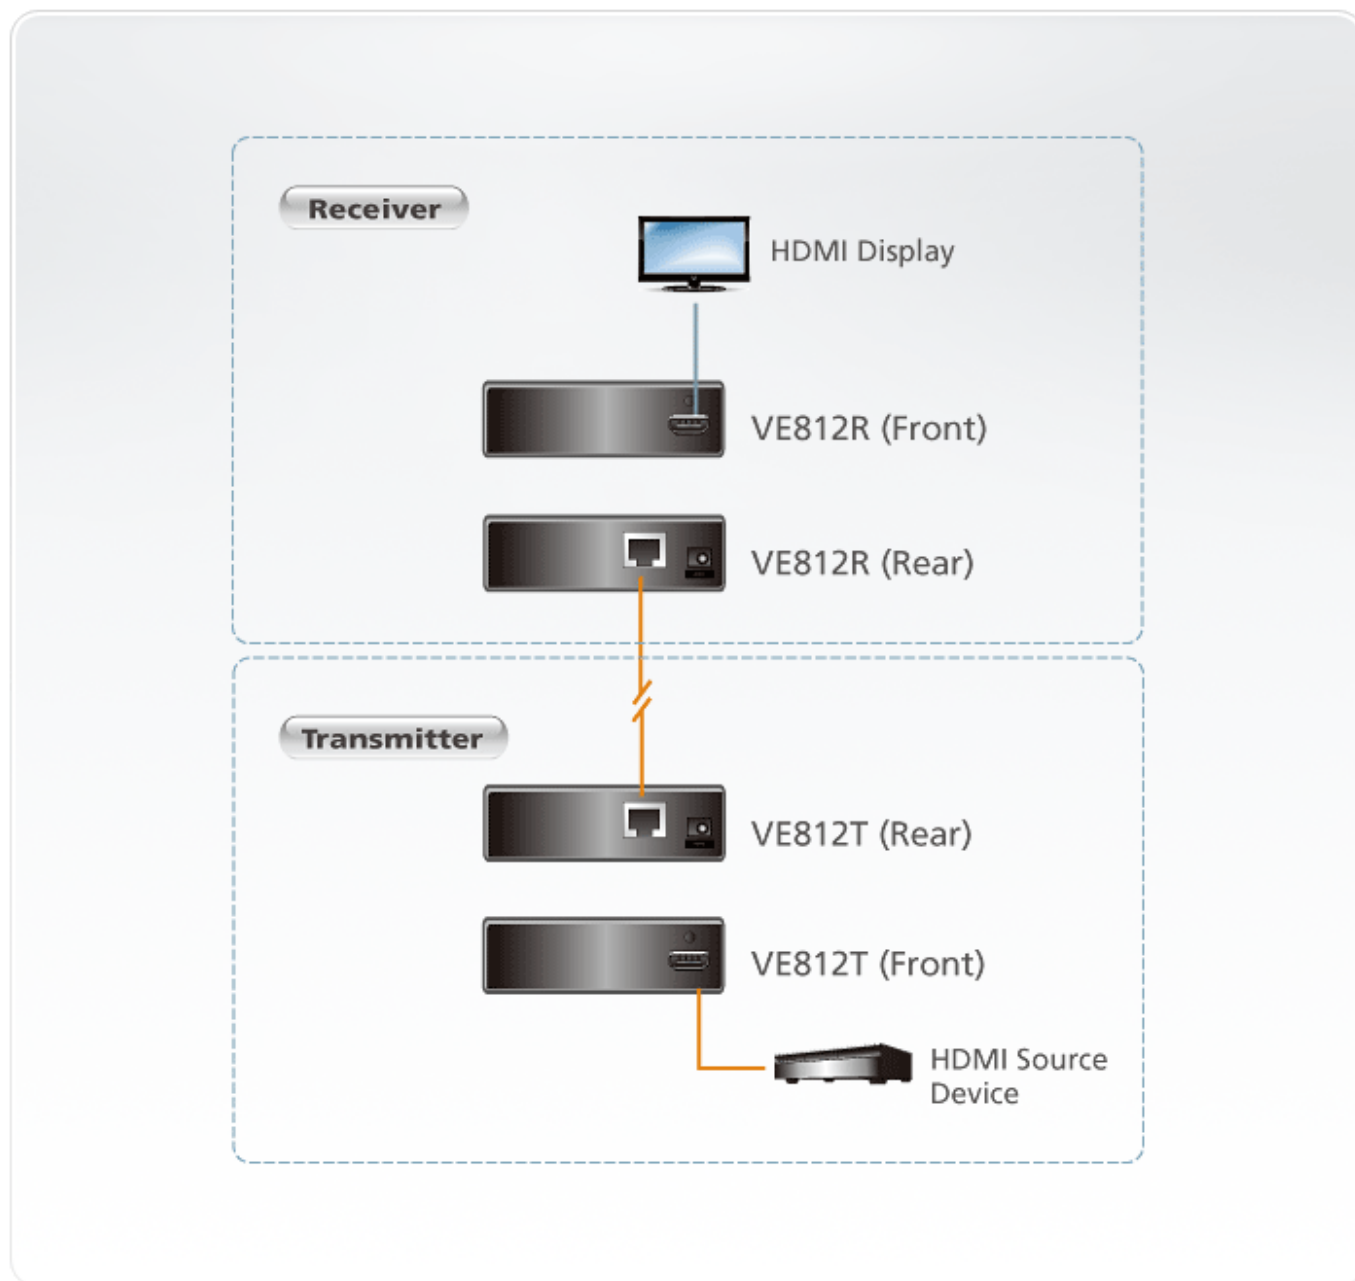 Receiver
HDMI Display
VE812R (Front)
VE812R (Rear)
Transmitter
VE812T (Rear)
VE812T (Front)
HDMI Source
Device